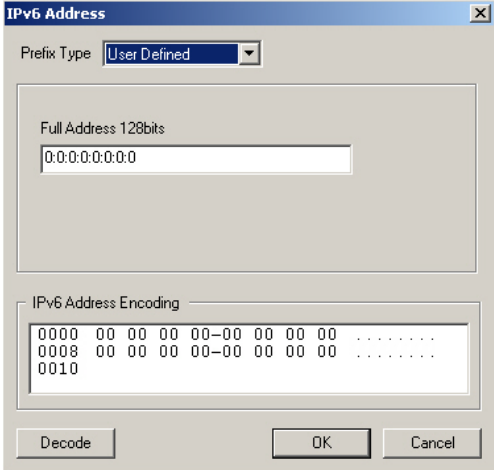 IPv6 Address
Prefix Type User Defined
Full Address 128bits
0:0:0:0:0:0:0:0
IPv6 Address Encoding
0000 00 00 00 00-00 00 00 00 ........
0008 00 00 00 00-00 00 00 00 ........
0010
Decode OK Cancel